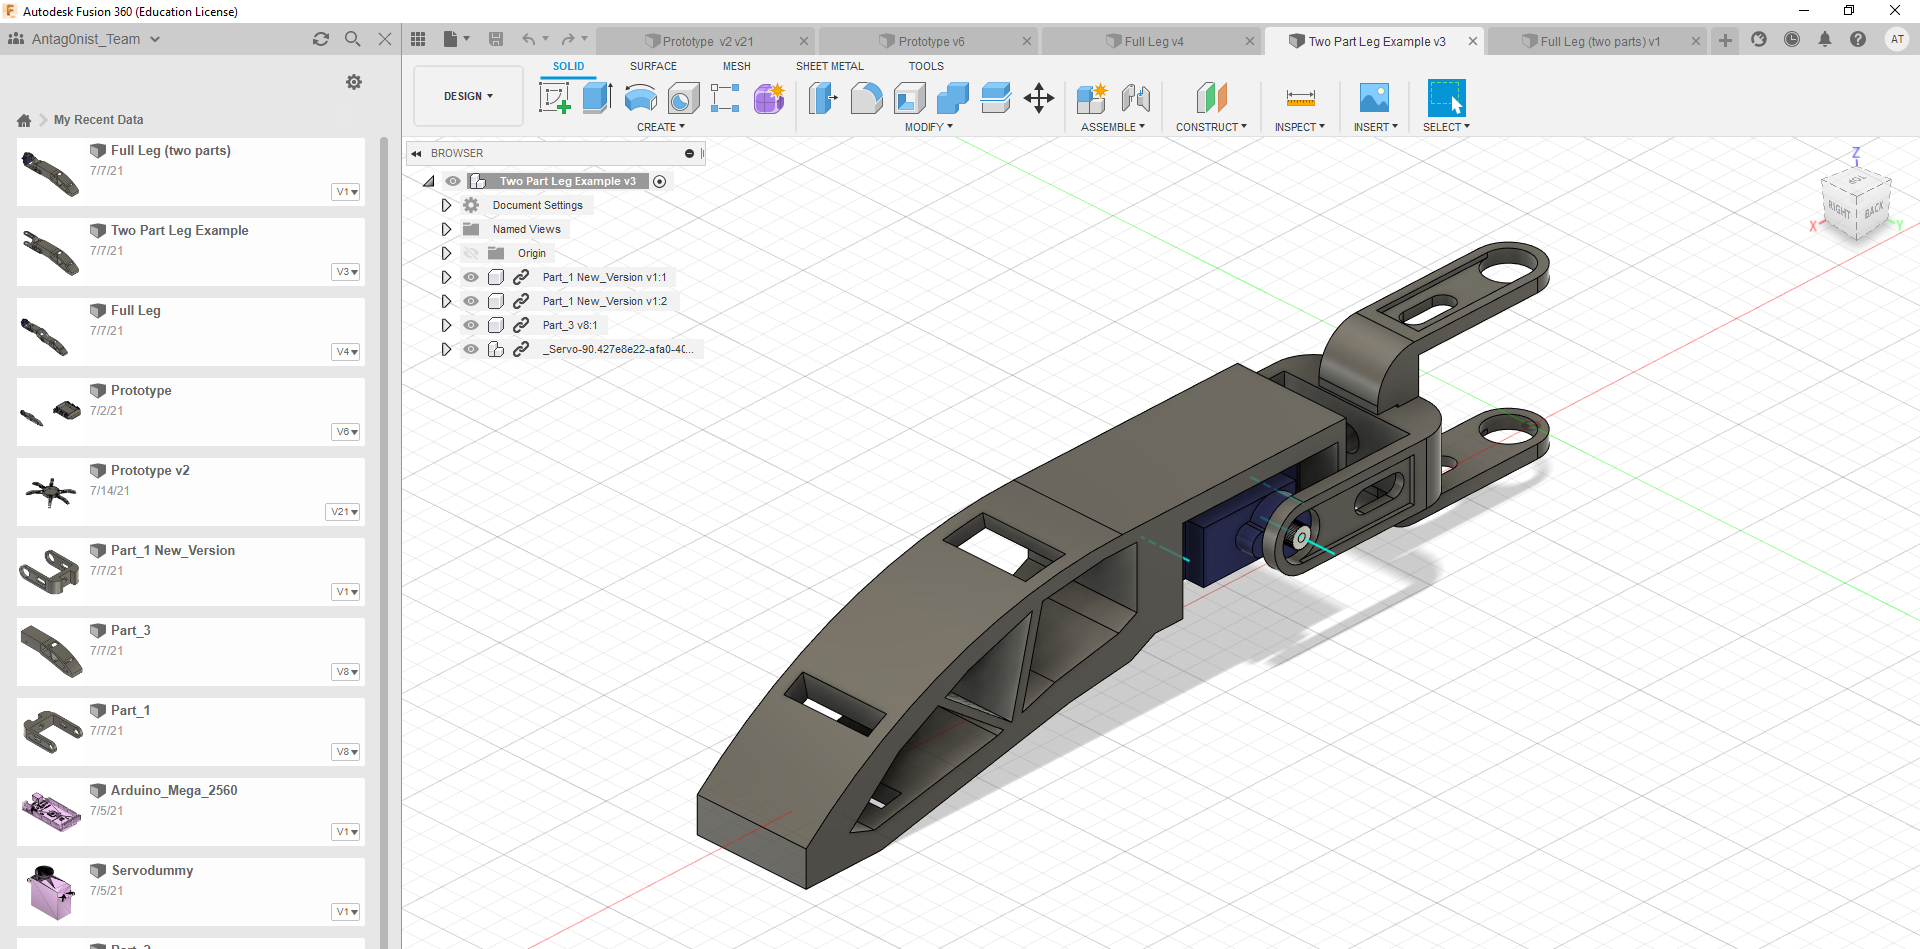 Autodesk Fusion 360 (Education License)
Antag0nist_Team
Prototype v2 v21
Prototype v6
Full Leg v4
Two Part Leg Example v3
Full Leg (two parts) v1
AT
SOLID
SURFACE
MESH
SHEET METAL
TOOLS
DESIGN
CREATE
MODIFY
ASSEMBLE
CONSTRUCT
INSPECT
INSERT
SELECT
My Recent Data
Full Leg (two parts)
7/7/21
V1
Two Part Leg Example
7/7/21
V3
Full Leg
7/7/21
V4
Prototype
7/2/21
V6
Prototype v2
7/14/21
V21
Part_1 New_Version
7/7/21
V1
Part_3
7/7/21
V8
Part_1
7/7/21
V8
Arduino_Mega_2560
7/5/21
V1
Servodummy
7/5/21
V1
BROWSER
Two Part Leg Example v3
Document Settings
Named Views
Origin
Part_1 New_Version v1:1
Part_1 New_Version v1:2
Part_3 v8:1
_Servo-90.427e8e22-afa0-40...
Z
TOP
RIGHT
BACK
X
Y